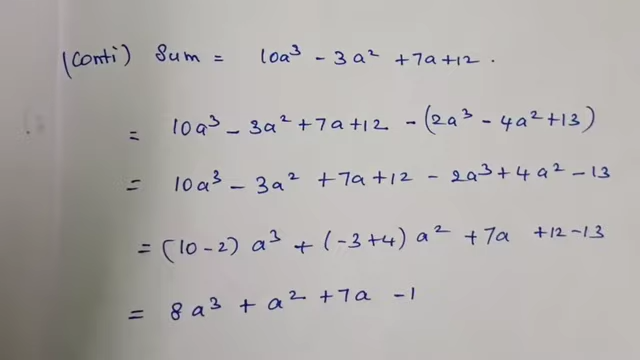 (Conti) Sum = 10a³ - 3a² + 7a + 12 .
= 10a³ - 3a² + 7a + 12 - (2a³ - 4a² + 13)
= 10a³ - 3a² + 7a + 12 - 2a³ + 4a² - 13
= (10 - 2) a³ + (-3 + 4) a² + 7a + 12 - 13
= 8a³ + a² + 7a - 1